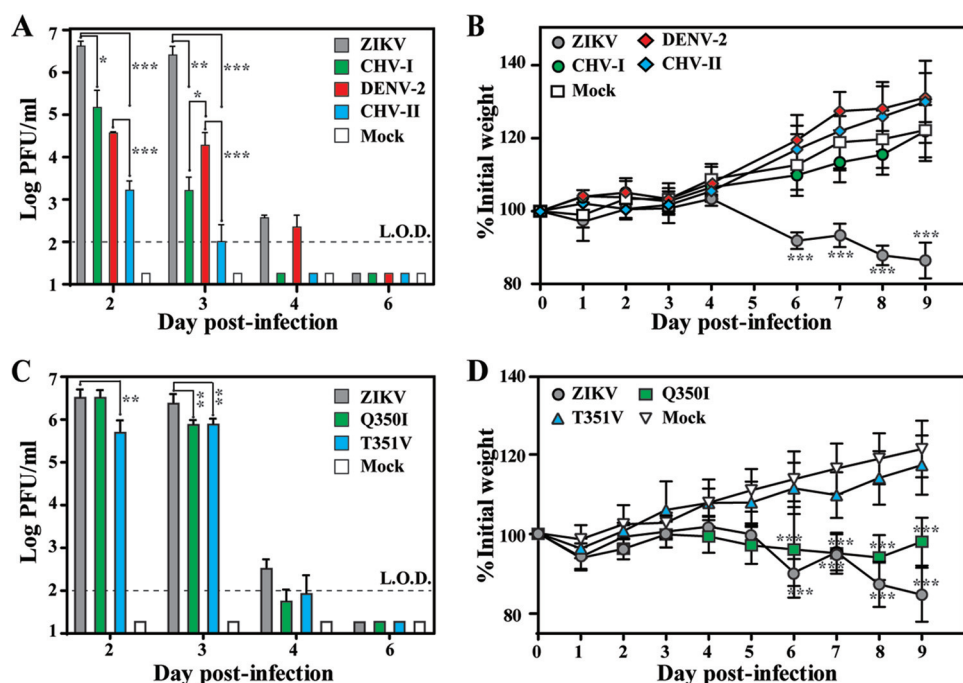 A
7
6
5
4
3
2
1
Log PFU/ml
*
***
***
**
***
*
***
ZIKV
CHV-I
DENV-2
CHV-II
Mock
L.O.D.
2
3
4
6
Day post-infection
B
ZIKV
DENV-2
CHV-I
CHV-II
Mock
140
120
100
80
% Initial weight
***
***
***
***
0 1 2 3 4 5 6 7 8 9
Day post-infection
C
7
6
5
4
3
2
1
Log PFU/ml
**
**
**
ZIKV
Q350I
T351V
Mock
L.O.D.
2
3
4
6
Day post-infection
D
ZIKV
Q350I
T351V
Mock
140
120
100
80
% Initial weight
***
***
***
***
***
***
***
***
0 1 2 3 4 5 6 7 8 9
Day post-infection